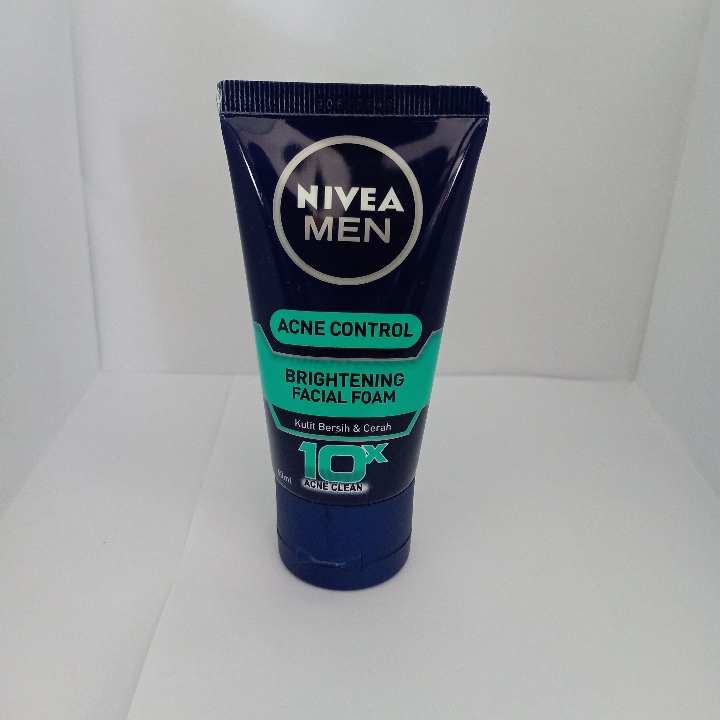 NIVEA
MEN
ACNE CONTROL
BRIGHTENING
FACIAL FOAM
Kulit Bersih & Cerah
10X
ACNE CLEAN